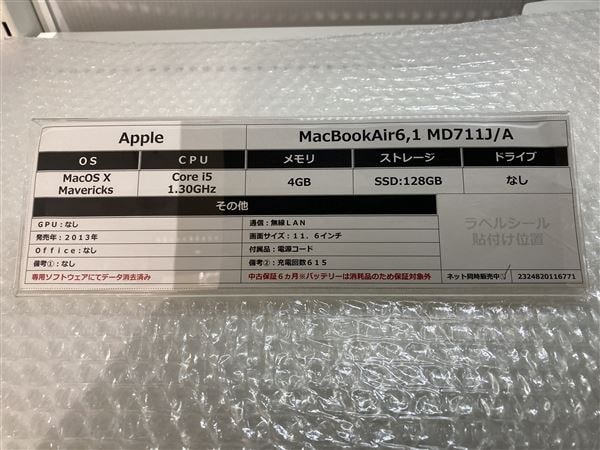 Apple MacBookAir6,1 MD711J/A
OS CPU メモリ ストレージ ドライブ
MacOS X Mavericks Core i5 1.30GHz 4GB SSD:128GB なし
その他
GPU:なし 通信:無線LAN
発売年:2013年 画面サイズ:11.6インチ
Office:なし 付属品:電源コード
備考①:なし 備考②:充電回数615
ラベルシール
貼付け位置
専用ソフトウェアにてデータ消去済み 中古保証6ヵ月※バッテリーは消耗品のため保証対象外 ネット同時販売中 2324820116771